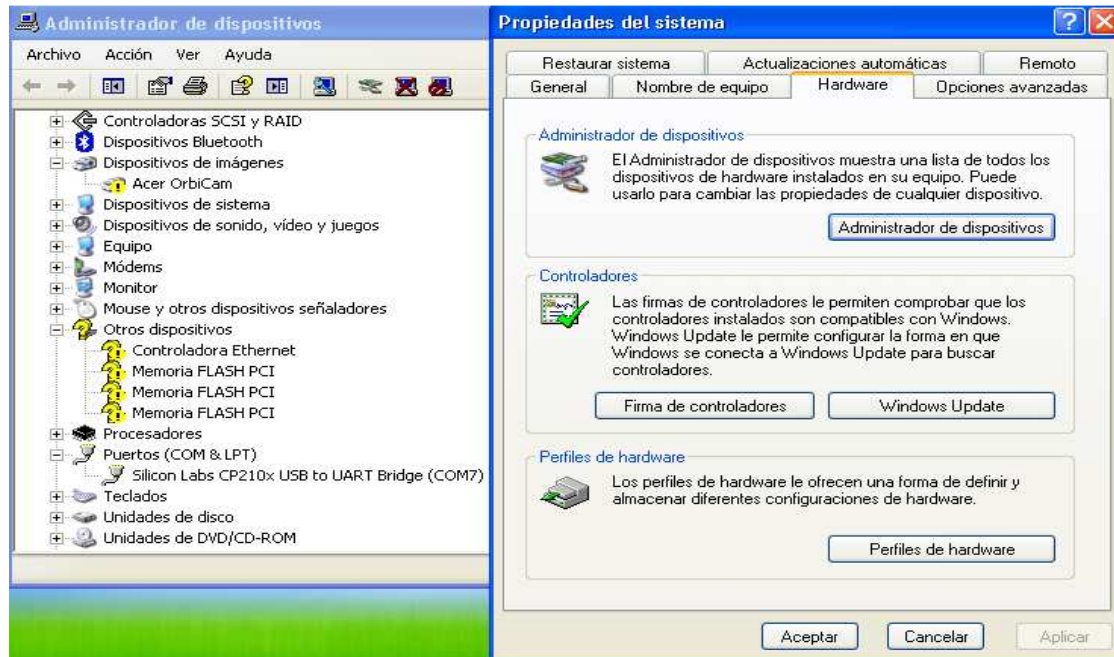 Administrador de dispositivos
Archivo Acción Ver Ayuda
Controladoras SCSI y RAID
Dispositivos Bluetooth
Dispositivos de imágenes
Acer OrbiCam
Dispositivos de sistema
Dispositivos de sonido, vídeo y juegos
Equipo
Módems
Monitor
Mouse y otros dispositivos señaladores
Otros dispositivos
Controladora Ethernet
Memoria FLASH PCI
Memoria FLASH PCI
Memoria FLASH PCI
Procesadores
Puertos (COM & LPT)
Silicon Labs CP210x USB to UART Bridge (COM7)
Teclados
Unidades de disco
Unidades de DVD/CD-ROM
Propiedades del sistema
Restaurar sistema Actualizaciones automáticas Remoto
General Nombre de equipo Hardware Opciones avanzadas
Administrador de dispositivos
El Administrador de dispositivos muestra una lista de todos los
dispositivos de hardware instalados en su equipo. Puede
usarlo para cambiar las propiedades de cualquier dispositivo.
Administrador de dispositivos
Controladores
Las firmas de controladores le permiten comprobar que los
controladores instalados son compatibles con Windows.
Windows Update le permite configurar la forma en que
Windows se conecta a Windows Update para buscar
controladores.
Firma de controladores Windows Update
Perfiles de hardware
Los perfiles de hardware le ofrecen una forma de definir y
almacenar diferentes configuraciones de hardware.
Perfiles de hardware
Aceptar Cancelar Aplicar